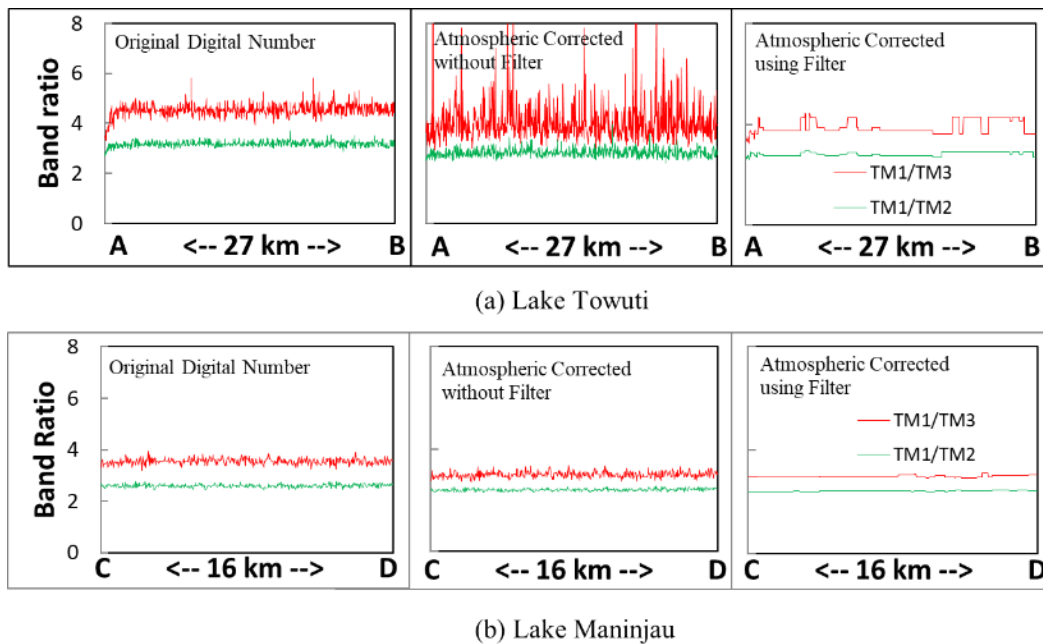 8
6
4
2
0
Band ratio
Original Digital Number
A <-- 27 km --> B
Atmospheric Corrected
without Filter
A <-- 27 km --> B
Atmospheric Corrected
using Filter
TM1/TM3
TM1/TM2
A <-- 27 km --> B
(a) Lake Towuti
8
6
4
2
0
Band Ratio
Original Digital Number
C <-- 16 km --> D
Atmospheric Corrected
without Filter
C <-- 16 km --> D
Atmospheric Corrected
using Filter
TM1/TM3
TM1/TM2
C <-- 16 km --> D
(b) Lake Maninjau